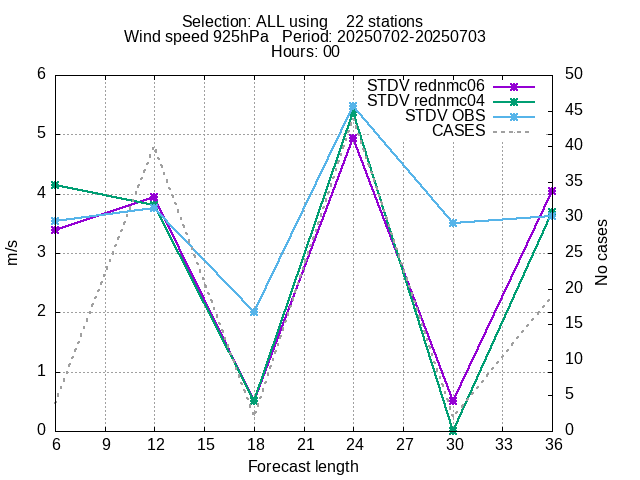 Selection: ALL using    22 stations
Wind speed 925hPa   Period: 20250702-20250703
Hours: 00
STDV rednmc06
STDV rednmc04
STDV OBS
CASES
6
5
4
3
2
1
0
m/s
50
45
40
35
30
25
20
15
10
5
0
No cases
6 9 12 15 18 21 24 27 30 33 36
Forecast length